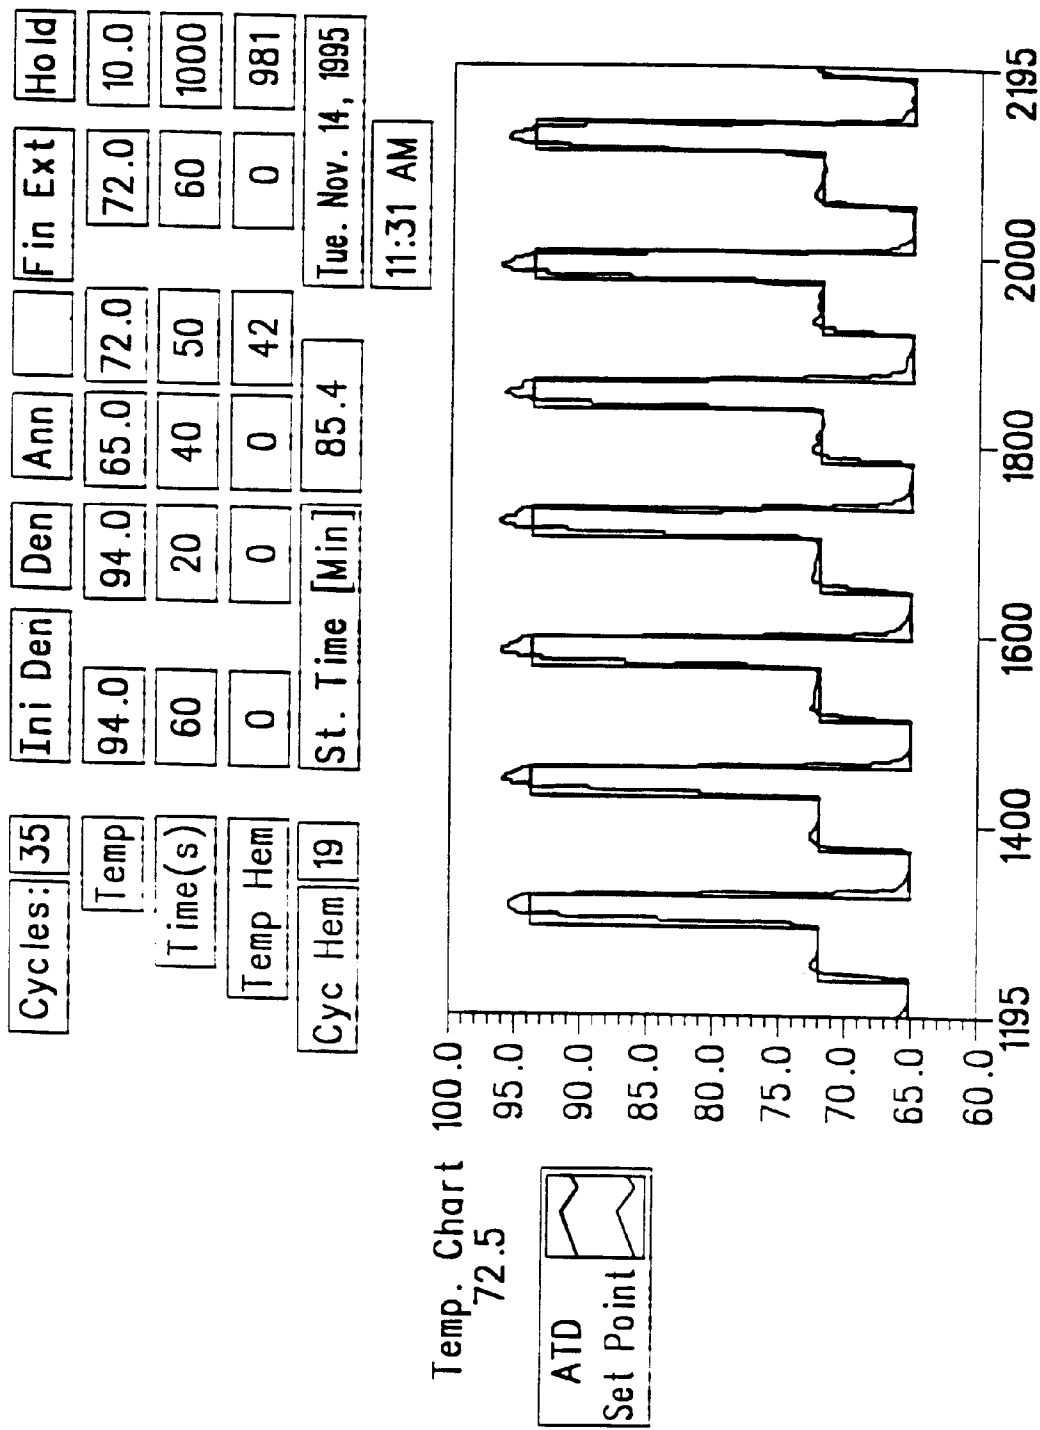 Cycles: 35 Ini Den Den Ann Fin Ext Hold
Temp 94.0 94.0 65.0 72.0 72.0 10.0
Time(s) 60 20 40 50 60 1000
Temp Hem 0 0 0 42 0 981
Cyc Hem 19 St. Time [Min] 85.4 Tue. Nov. 14, 1995
11:31 AM
Temp. Chart
72.5
ATD
Set Point
100.0
95.0
90.0
85.0
80.0
75.0
70.0
65.0
60.0
1195 1400 1600 1800 2000 2195